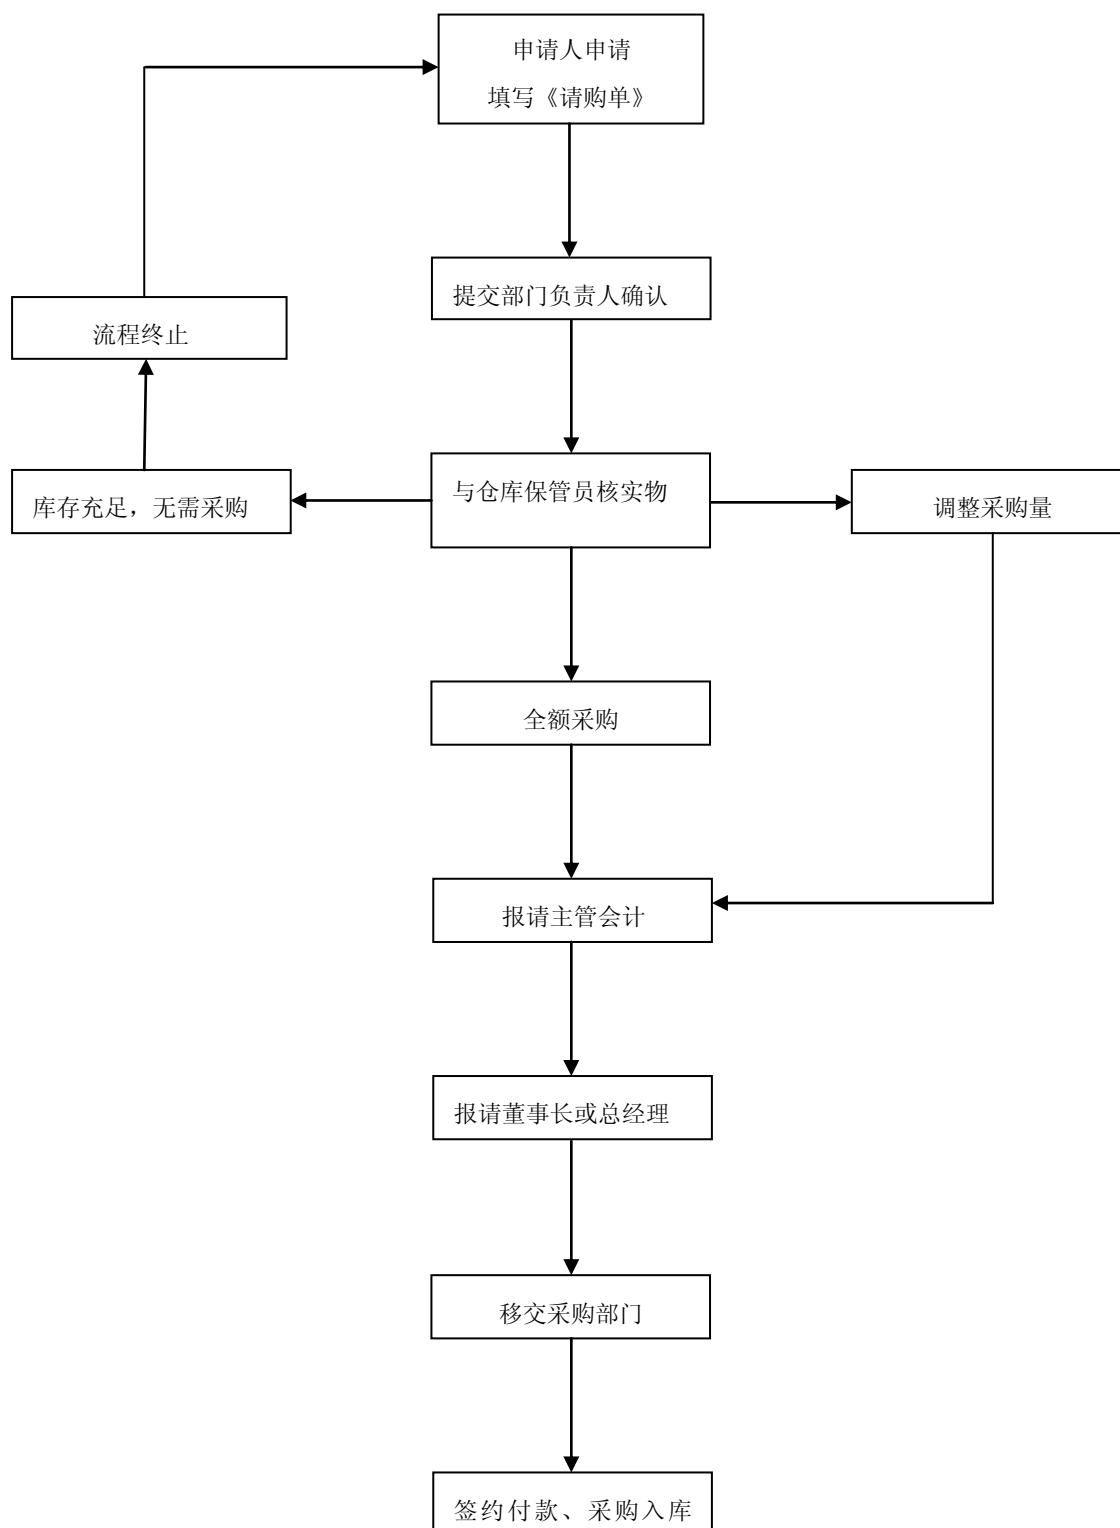 申请人申请
填写《请购单》
提交部门负责人确认
流程终止
库存充足，无需采购
与仓库保管员核实物
调整采购量
全额采购
报请主管会计
报请董事长或总经理
移交采购部门
签约付款、采购入库